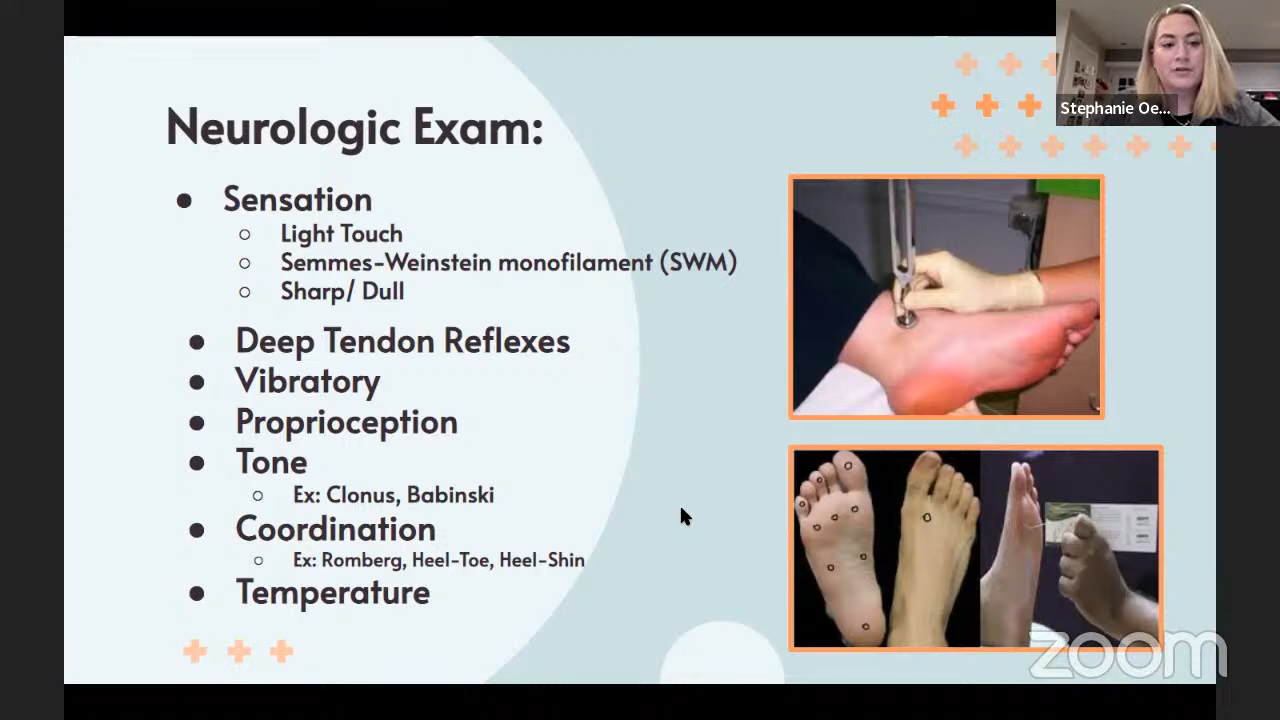 Neurologic Exam:
Stephanie Oe...
● Sensation
○ Light Touch
○ Semmes-Weinstein monofilament (SWM)
○ Sharp/ Dull
● Deep Tendon Reflexes
● Vibratory
● Proprioception
● Tone
○ Ex: Clonus, Babinski
● Coordination
○ Ex: Romberg, Heel-Toe, Heel-Shin
● Temperature
zoom